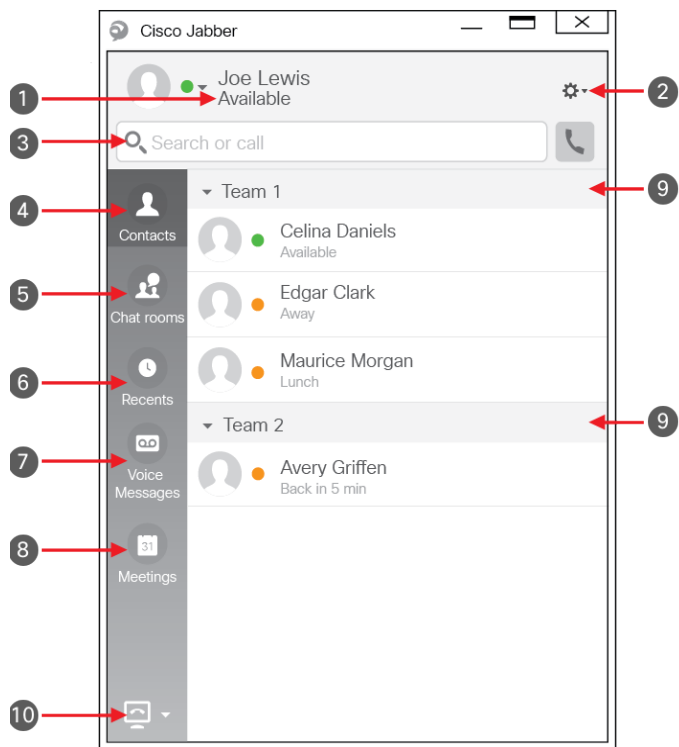 Cisco Jabber
Joe Lewis
1
Available
2
3
Search or call
Team 1
9
4
Contacts
Celina Daniels
Available
5
Chat rooms
Edgar Clark
Away
6
Recents
Maurice Morgan
Lunch
Team 2
9
7
Voice
Messages
Avery Griffen
Back in 5 min
8
31
Meetings
10